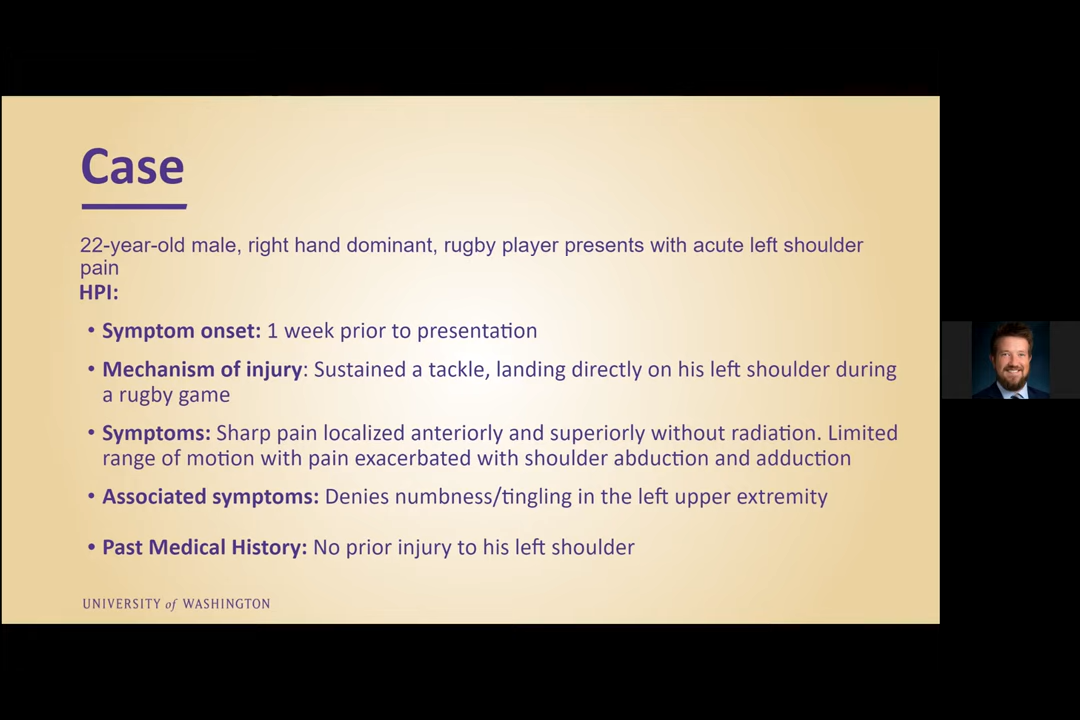 Case
22-year-old male, right hand dominant, rugby player presents with acute left shoulder
pain
HPI:
• Symptom onset: 1 week prior to presentation
• Mechanism of injury: Sustained a tackle, landing directly on his left shoulder during
a rugby game
• Symptoms: Sharp pain localized anteriorly and superiorly without radiation. Limited
range of motion with pain exacerbated with shoulder abduction and adduction
• Associated symptoms: Denies numbness/tingling in the left upper extremity
• Past Medical History: No prior injury to his left shoulder
UNIVERSITY of WASHINGTON